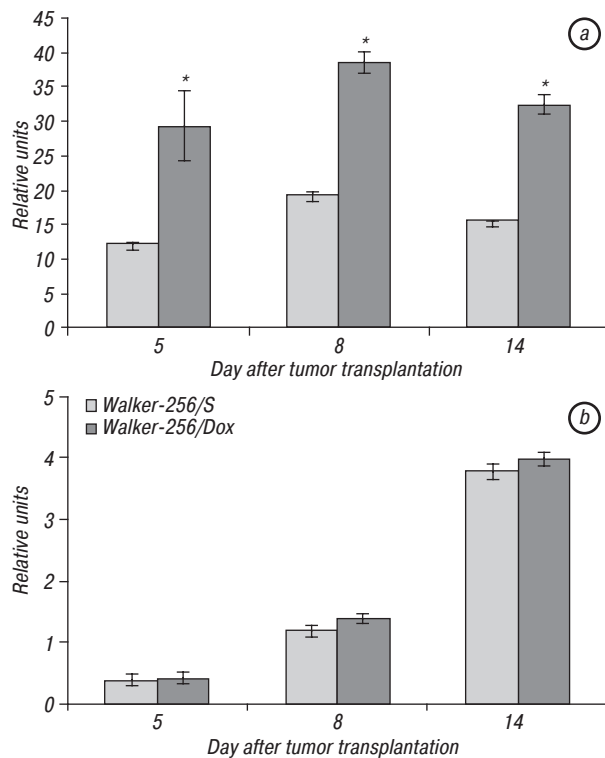 a
45
40
35
30
25
20
15
10
5
0
Relative units
* * *
5 8 14
Day after tumor transplantation
b
5
4
3
2
1
0
Relative units
Walker-256/S
Walker-256/Dox
5 8 14
Day after tumor transplantation